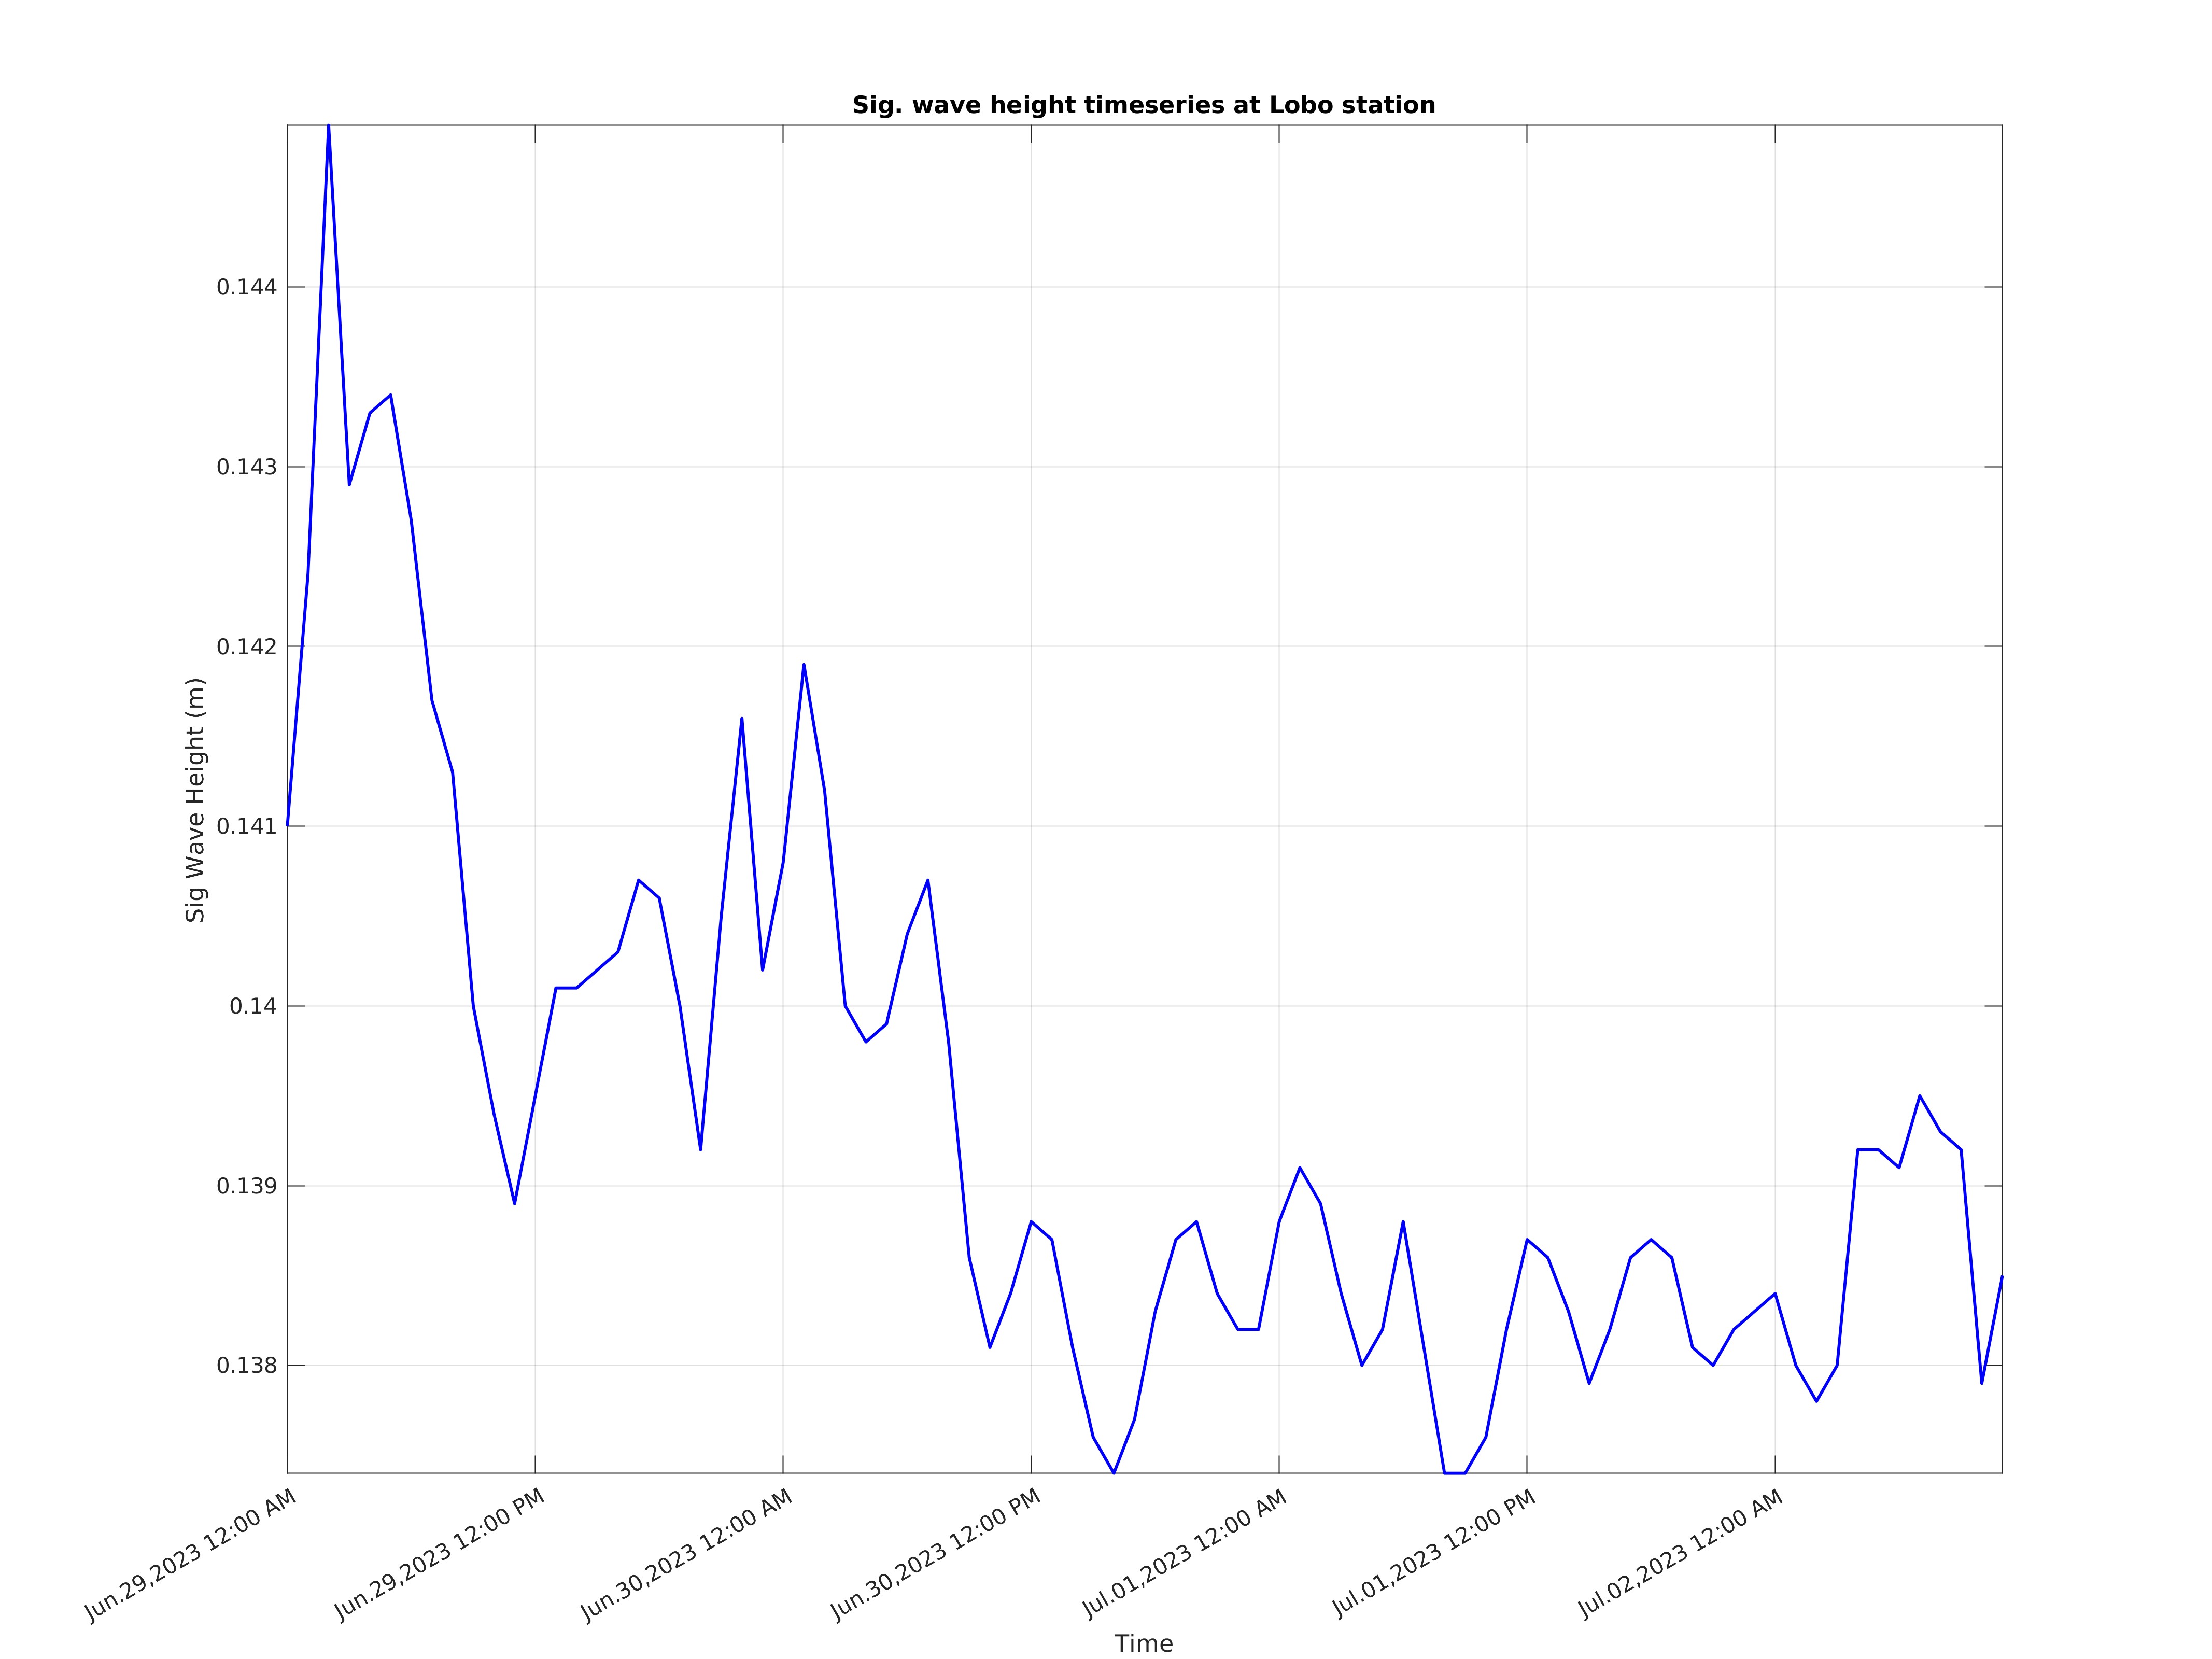 Sig. wave height timeseries at Lobo station
Sig Wave Height (m)
0.144
0.143
0.142
0.141
0.14
0.139
0.138
Jun.29,2023 12:00 AM
Jun.29,2023 12:00 PM
Jun.30,2023 12:00 AM
Jun.30,2023 12:00 PM
Jul.01,2023 12:00 AM
Jul.01,2023 12:00 PM
Jul.02,2023 12:00 AM
Time